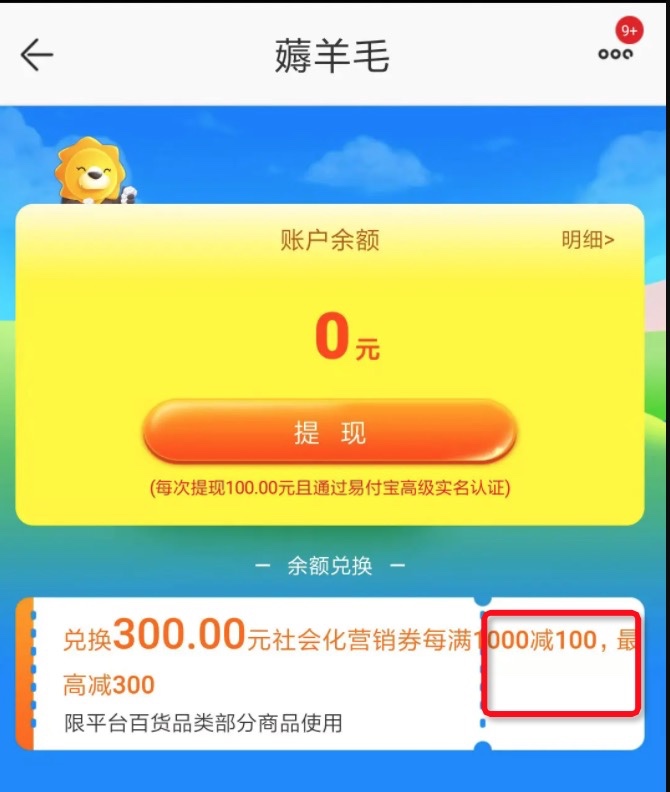 薅羊毛
9+
账户余额
明细>
0元
提 现
(每次提现100.00元且通过易付宝高级实名认证)
— 余额兑换 —
兑换300.00元社会化营销券每满1000减100，最
高减300
限平台百货品类部分商品使用